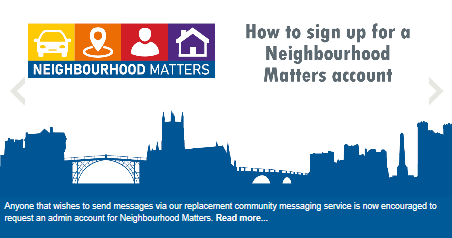 NEIGHBOURHOOD MATTERS
How to sign up for a
Neighbourhood
Matters account
Anyone that wishes to send messages via our replacement community messaging service is now encouraged to
request an admin account for Neighbourhood Matters. Read more...